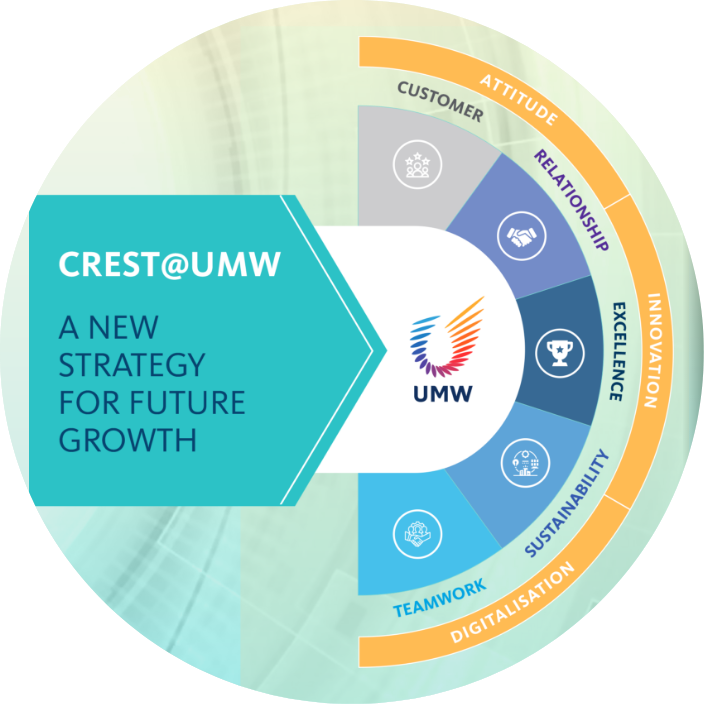 CREST@UMW
A NEW
STRATEGY
FOR FUTURE
GROWTH
UMW
CUSTOMER
RELATIONSHIP
EXCELLENCE
SUSTAINABILITY
TEAMWORK
ATTITUDE
INNOVATION
DIGITALISATION